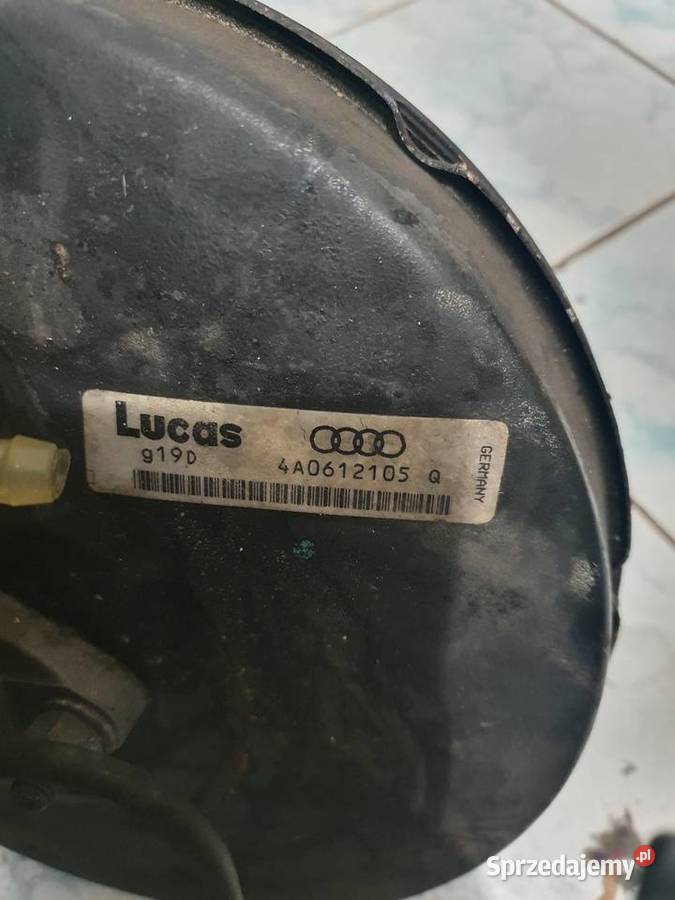 Lucas
g19D
4A0612105 Q
GERMANY
Sprzedajemy.pl